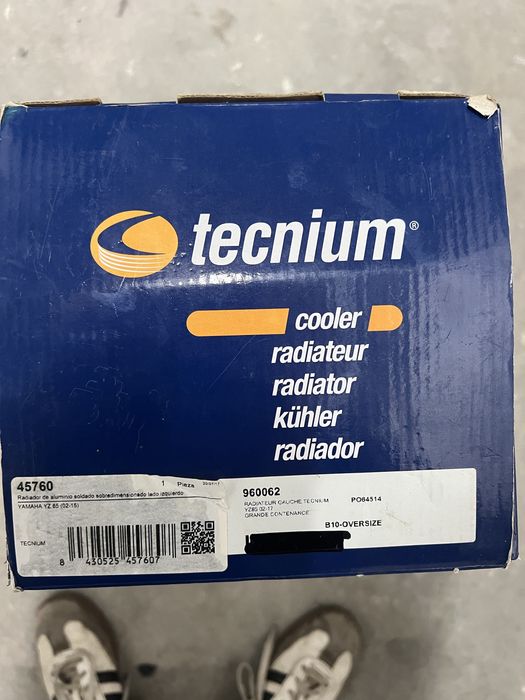 tecnium®
cooler
radiateur
radiator
kühler
radiador
45760
1 Pieza
Radiador de aluminio soldado sobredimensionado lado izquierdo
YAMAHA YZ 85 (02-15)
TECNIUM
8 430525 457607
960062
RADIATEUR GAUCHE TECNIUM
PO64514
YZ85 02-17
GRANDE CONTENANCE
B10-OVERSIZE